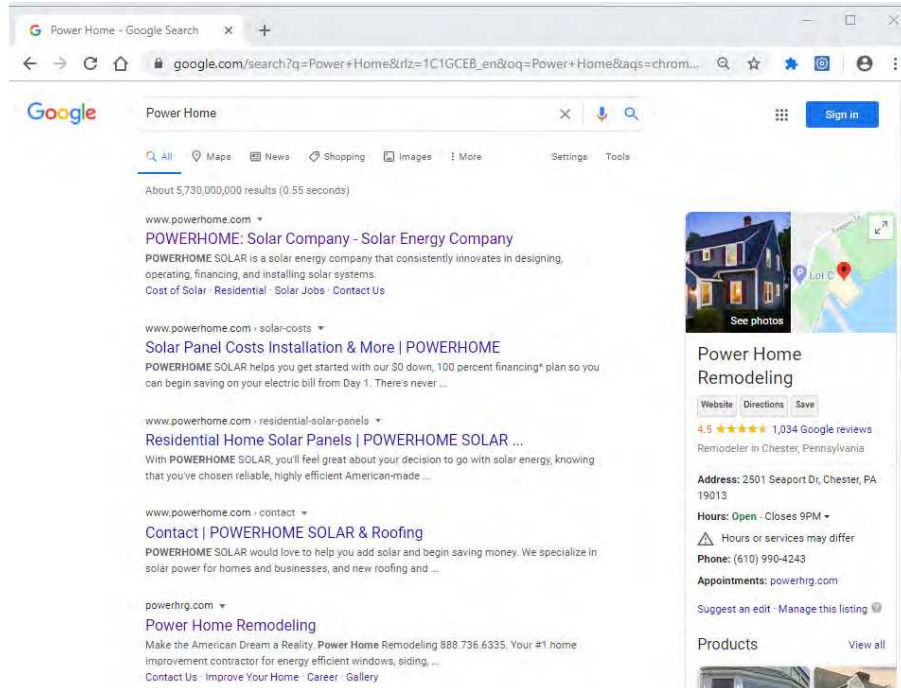 Power Home - Google Search
google.com/search?q=Power+Home&rlz=1C1GCEB_en&oq=Power+Home&aqs=chrom...
Google
Power Home
Sign in
All Maps News Shopping Images More Settings Tools
About 5,730,000,000 results (0.55 seconds)
www.powerhome.com
POWERHOME: Solar Company - Solar Energy Company
POWERHOME SOLAR is a solar energy company that consistently innovates in designing,
operating, financing, and installing solar systems.
Cost of Solar · Residential · Solar Jobs · Contact Us
www.powerhome.com › solar-costs
Solar Panel Costs Installation & More | POWERHOME
POWERHOME SOLAR helps you get started with our $0 down, 100 percent financing* plan so you
can begin saving on your electric bill from Day 1. There's never ...
www.powerhome.com › residential-solar-panels
Residential Home Solar Panels | POWERHOME SOLAR ...
With POWERHOME SOLAR, you'll feel great about your decision to go with solar energy, knowing
that you've chosen reliable, highly efficient American-made ...
www.powerhome.com › contact
Contact | POWERHOME SOLAR & Roofing
POWERHOME SOLAR would love to help you add solar and begin saving money. We specialize in
solar power for homes and businesses, and new roofing and ...
powerhrg.com
Power Home Remodeling
Make the American Dream a Reality. Power Home Remodeling 888.736.6335. Your #1 home
improvement contractor for energy efficient windows, siding, ...
Contact Us · Improve Your Home · Career · Gallery
See photos
P Lot C
Power Home
Remodeling
Website Directions Save
4.5 1,034 Google reviews
Remodeler in Chester, Pennsylvania
Address: 2501 Seaport Dr, Chester, PA
19013
Hours: Open · Closes 9PM
Hours or services may differ
Phone: (610) 990-4243
Appointments: powerhrg.com
Suggest an edit · Manage this listing
Products View all